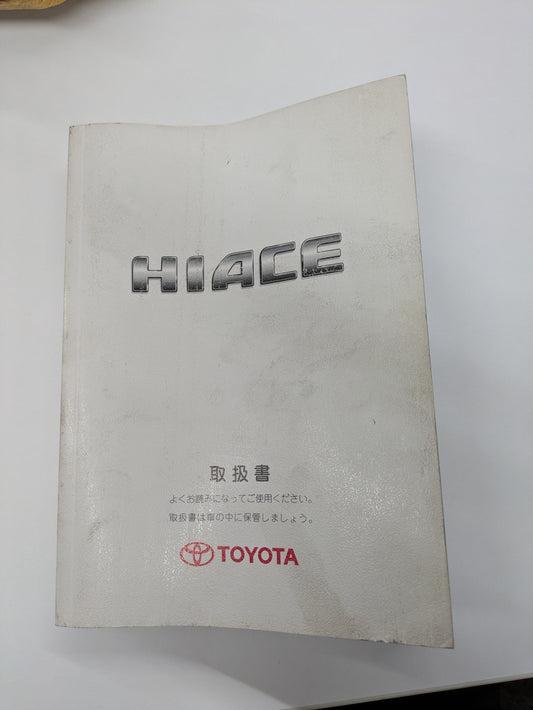 HIACE
取扱書
よくお読みになってご使用ください。
取扱書は車の中に保管しましょう。
TOYOTA